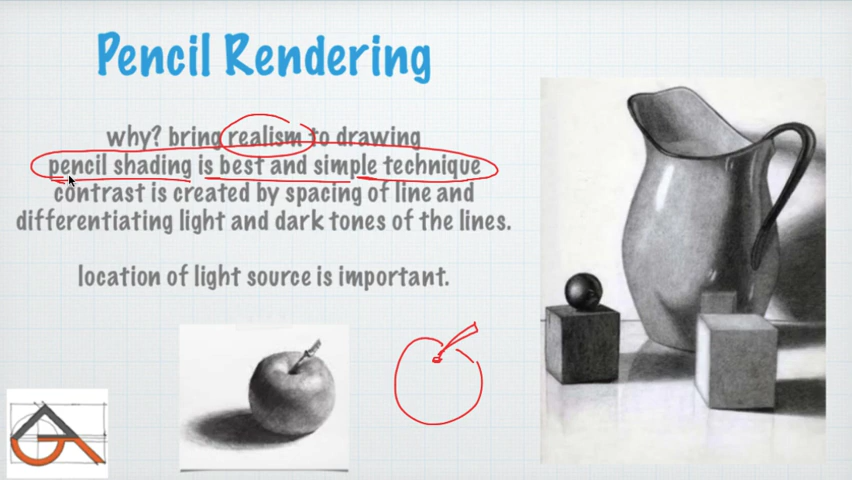 Pencil Rendering
why? bring realism to drawing
pencil shading is best and simple technique
contrast is created by spacing of line and
differentiating light and dark tones of the lines.
location of light source is important.